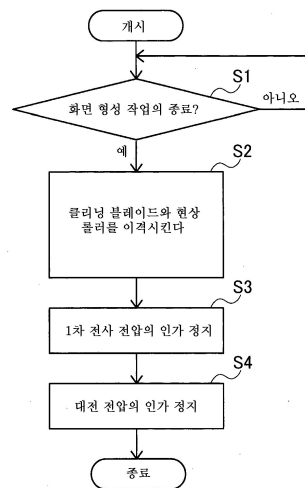 개시
S1
화면 형성 작업의 종료?
아니오
예
S2
클리닝 블레이드와 현상
롤러를 이격시킨다
S3
1차 전사 전압의 인가 정지
S4
대전 전압의 인가 정지
종료